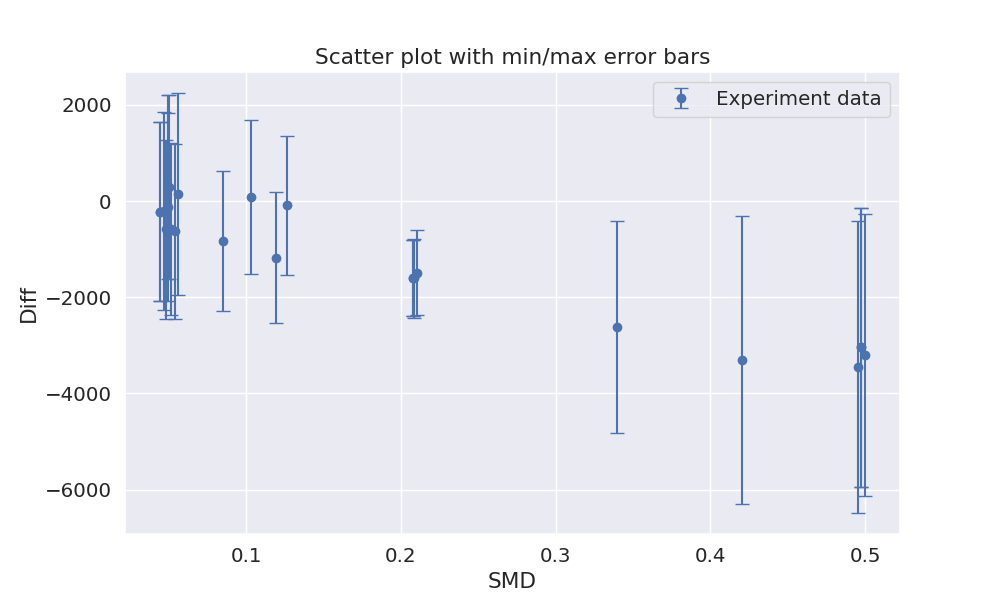 Scatter plot with min/max error bars
Experiment data
2000
0
−2000
−4000
−6000
Diff
0.1 0.2 0.3 0.4 0.5
SMD